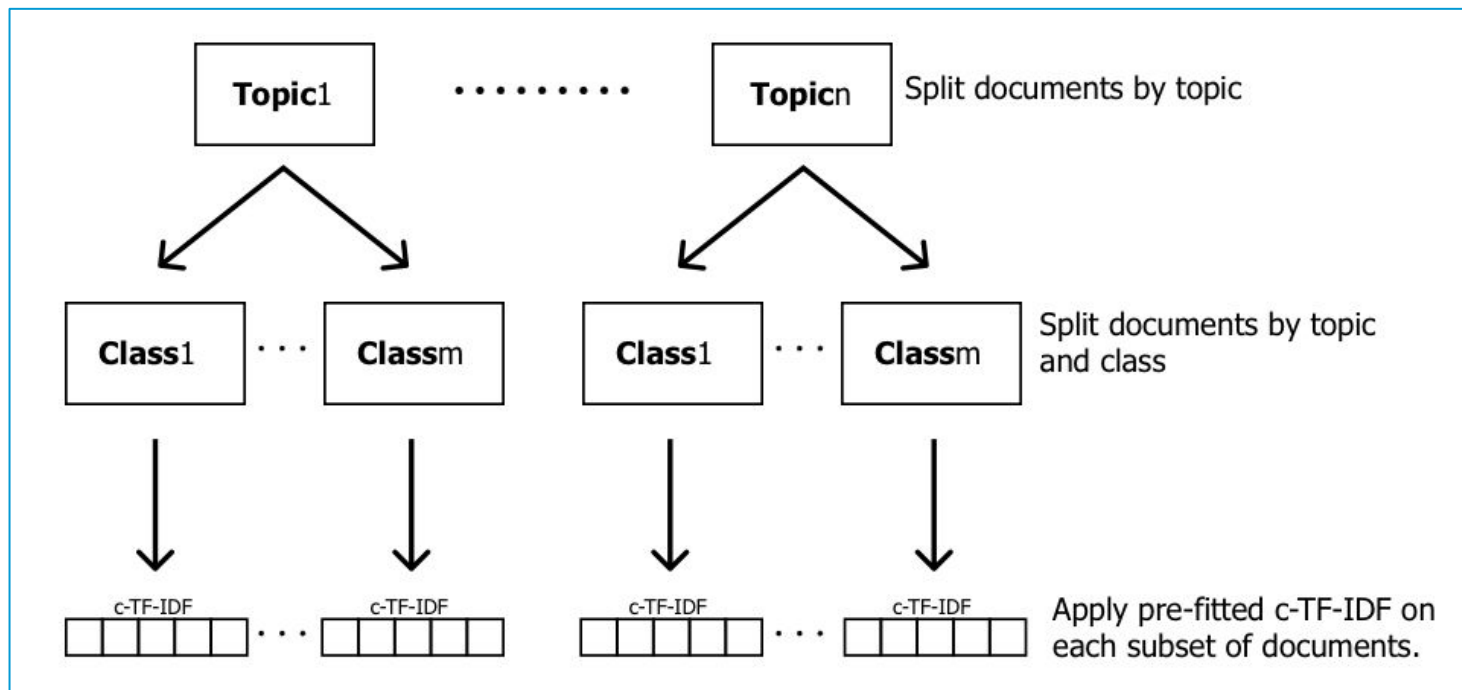 Topic1 ......... Topicn Split documents by topic
Class1 ... Classm Class1 ... Classm Split documents by topic
and class
c-TF-IDF c-TF-IDF c-TF-IDF c-TF-IDF
... ... Apply pre-fitted c-TF-IDF on
each subset of documents.